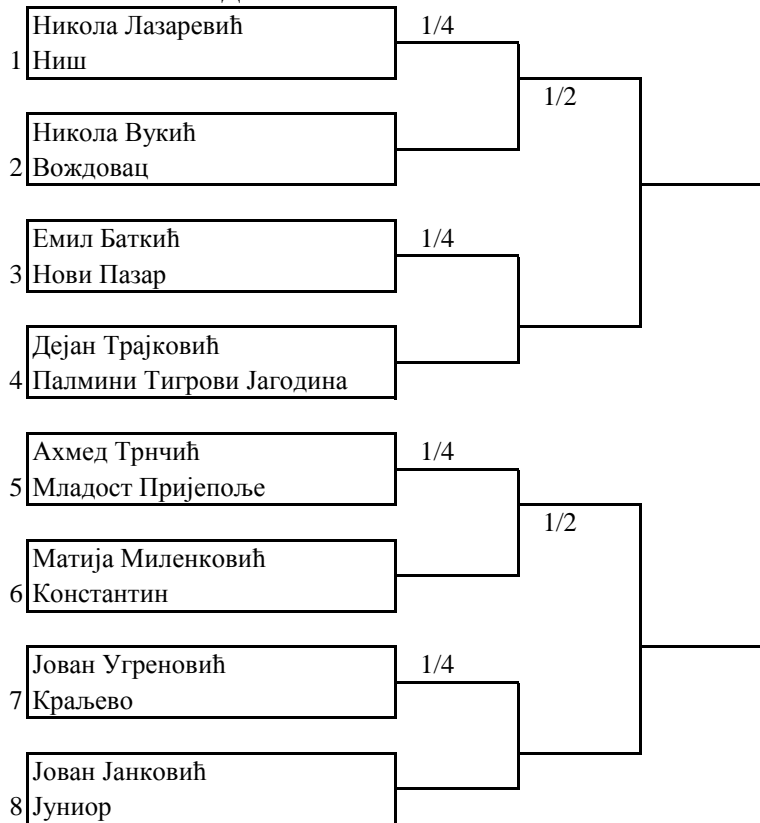 Никола Лазаревић
1/4
1 Ниш
1/2
Никола Вукић
2 Вождовац
Емил Баткић
1/4
3 Нови Пазар
Дејан Трајковић
4 Палмини Тигрови Јагодина
Ахмед Трнчић
1/4
5 Младост Пријепоље
1/2
Матија Миленковић
6 Константин
Јован Угреновић
1/4
7 Краљево
Јован Јанковић
8 Јуниор